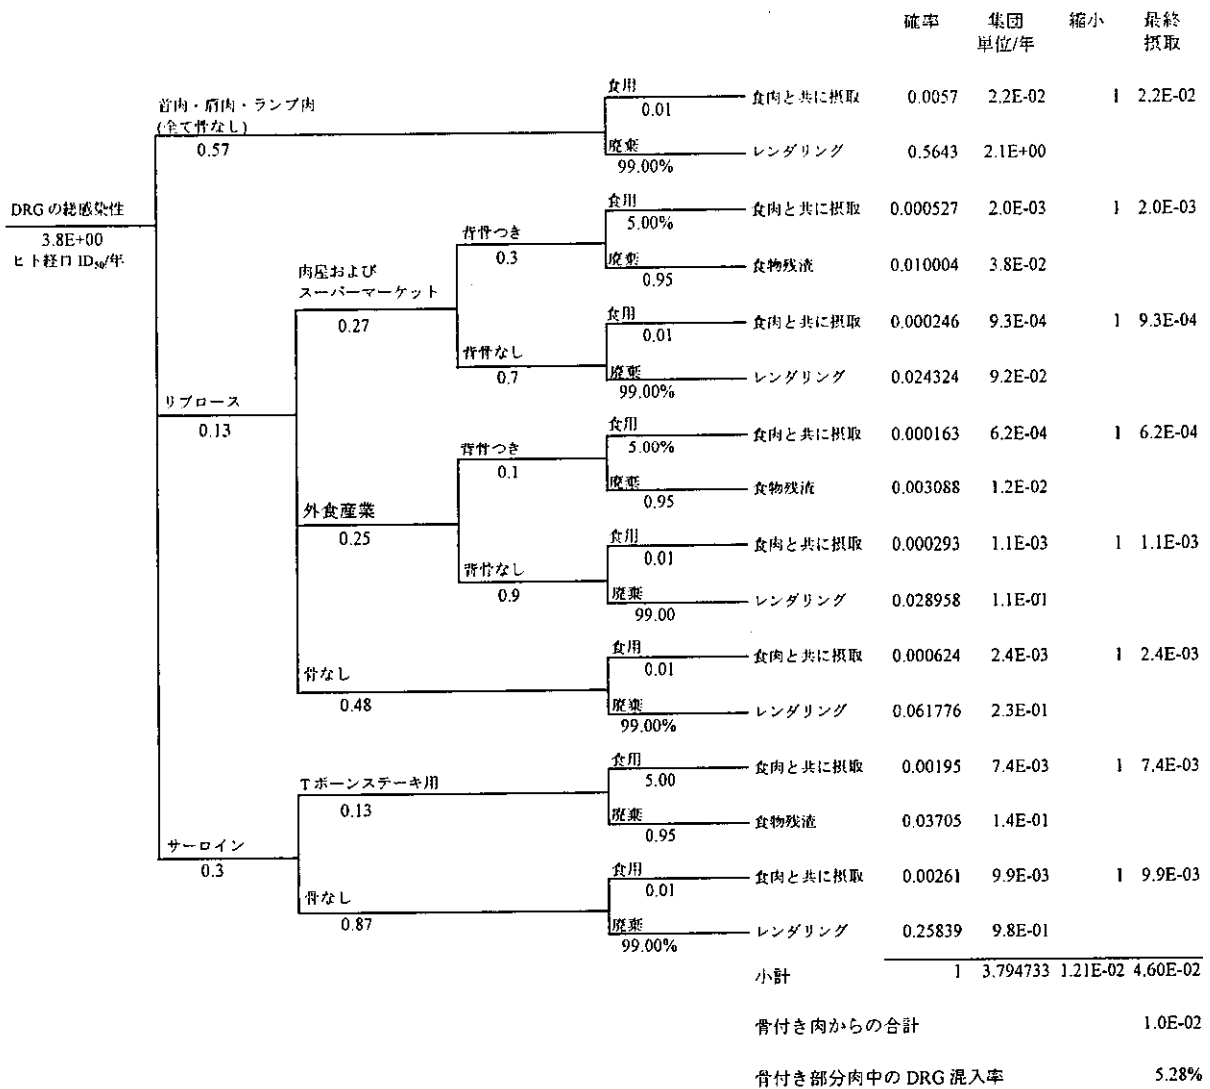 確率 集団 縮小 最終
単位/年 摂取
首肉・肩肉・ランプ肉
(全て骨なし)
0.57
食用
0.01
食肉と共に摂取 0.0057 2.2E-02 1 2.2E-02
廃棄
99.00%
レンダリング 0.5643 2.1E+00
DRGの総感染性
3.8E+00
ヒト経口 ID50/年
食用
5.00%
食肉と共に摂取 0.000527 2.0E-03 1 2.0E-03
背骨つき
0.3
廃棄
0.95
食物残渣 0.010004 3.8E-02
肉屋および
スーパーマーケット
0.27
食用
0.01
食肉と共に摂取 0.000246 9.3E-04 1 9.3E-04
背骨なし
0.7
廃棄
99.00%
レンダリング 0.024324 9.2E-02
リブロース
0.13
食用
5.00%
食肉と共に摂取 0.000163 6.2E-04 1 6.2E-04
背骨つき
0.1
廃棄
0.95
食物残渣 0.003088 1.2E-02
外食産業
0.25
食用
0.01
食肉と共に摂取 0.000293 1.1E-03 1 1.1E-03
背骨なし
0.9
廃棄
99.00
レンダリング 0.028958 1.1E-01
骨なし
0.48
食用
0.01
食肉と共に摂取 0.000624 2.4E-03 1 2.4E-03
廃棄
99.00%
レンダリング 0.061776 2.3E-01
Tボーンステーキ用
0.13
食用
5.00
食肉と共に摂取 0.00195 7.4E-03 1 7.4E-03
廃棄
0.95
食物残渣 0.03705 1.4E-01
サーロイン
0.3
骨なし
0.87
食用
0.01
食肉と共に摂取 0.00261 9.9E-03 1 9.9E-03
廃棄
99.00%
レンダリング 0.25839 9.8E-01
小計 1 3.794733 1.21E-02 4.60E-02
骨付き肉からの合計 1.0E-02
骨付き部分肉中の DRG 混入率 5.28%